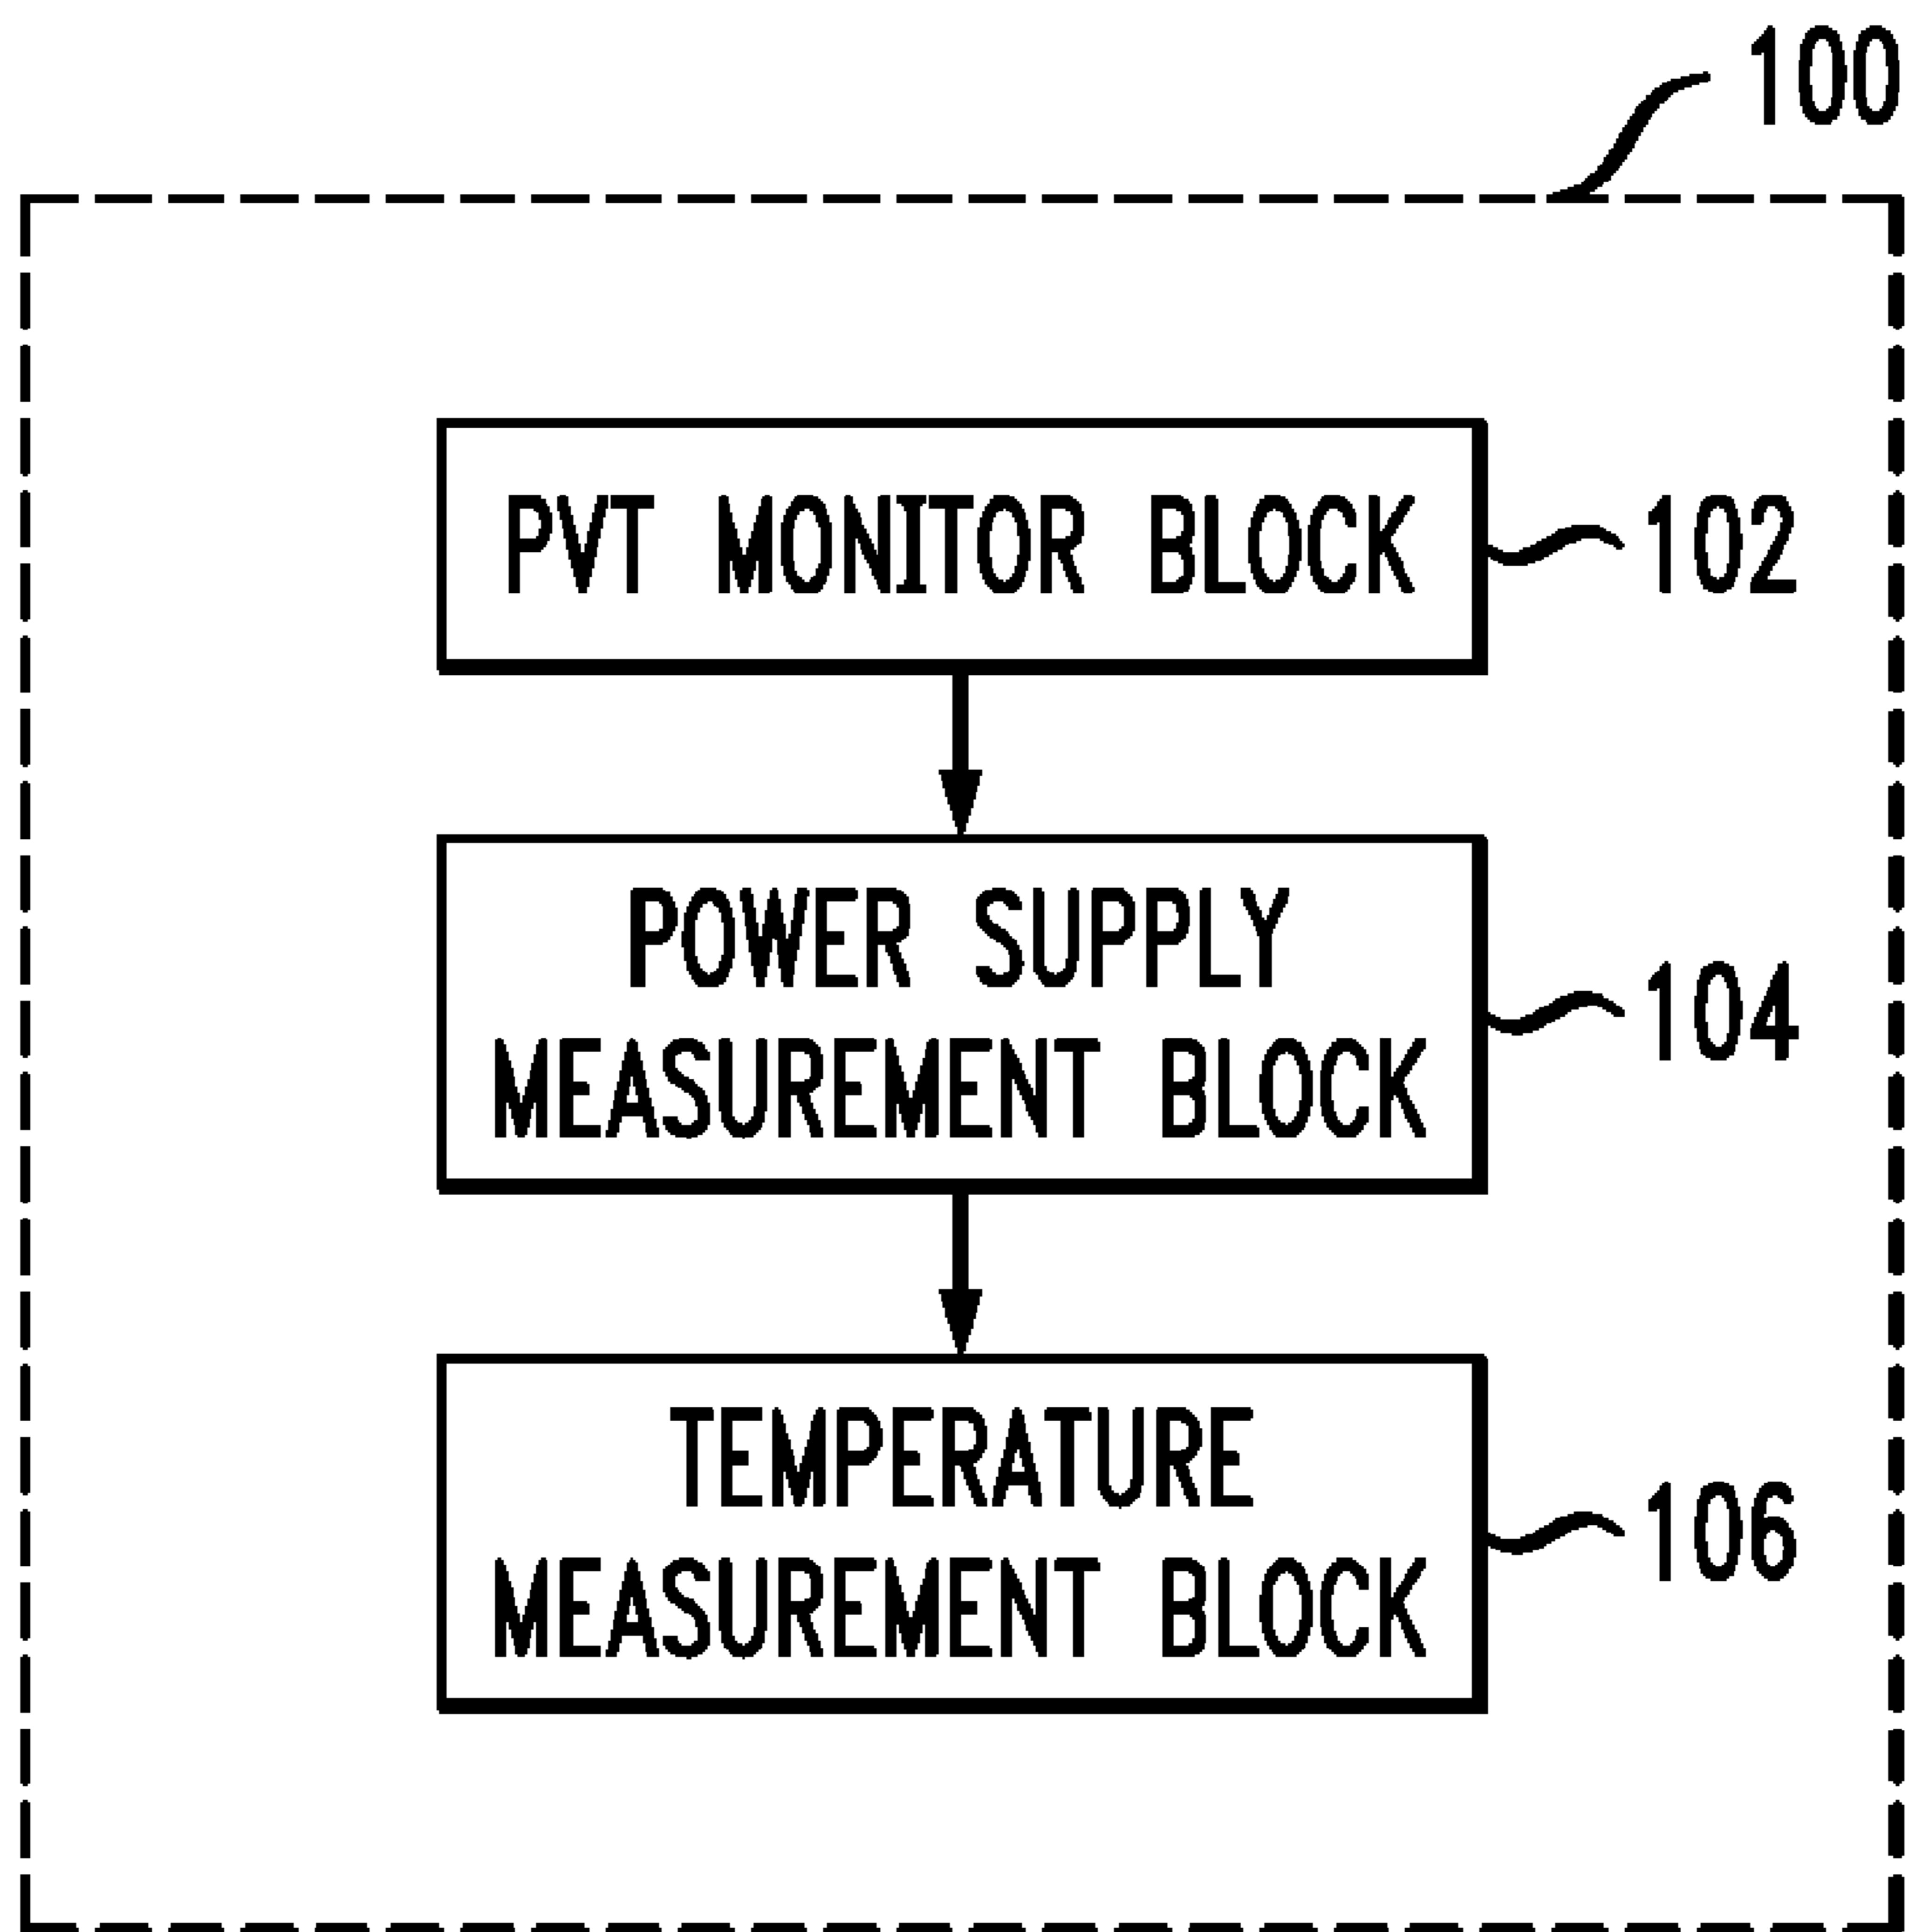 100
PVT MONITOR BLOCK
102
POWER SUPPLY
MEASUREMENT BLOCK
104
TEMPERATURE
MEASUREMENT BLOCK
106